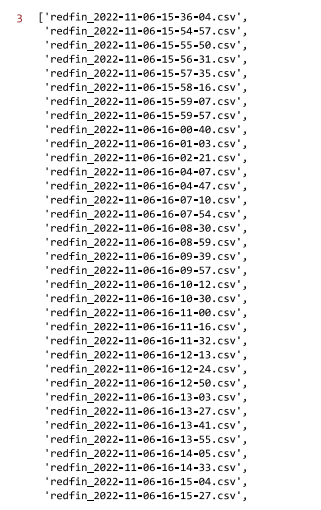 3 ['redfin_2022-11-06-15-36-04.csv',
'redfin_2022-11-06-15-54-57.csv',
'redfin_2022-11-06-15-55-50.csv',
'redfin_2022-11-06-15-56-31.csv',
'redfin_2022-11-06-15-57-35.csv',
'redfin_2022-11-06-15-58-16.csv',
'redfin_2022-11-06-15-59-07.csv',
'redfin_2022-11-06-15-59-57.csv',
'redfin_2022-11-06-16-00-40.csv',
'redfin_2022-11-06-16-01-03.csv',
'redfin_2022-11-06-16-02-21.csv',
'redfin_2022-11-06-16-04-07.csv',
'redfin_2022-11-06-16-04-47.csv',
'redfin_2022-11-06-16-07-10.csv',
'redfin_2022-11-06-16-07-54.csv',
'redfin_2022-11-06-16-08-30.csv',
'redfin_2022-11-06-16-08-59.csv',
'redfin_2022-11-06-16-09-39.csv',
'redfin_2022-11-06-16-09-57.csv',
'redfin_2022-11-06-16-10-12.csv',
'redfin_2022-11-06-16-10-30.csv',
'redfin_2022-11-06-16-11-00.csv',
'redfin_2022-11-06-16-11-16.csv',
'redfin_2022-11-06-16-11-32.csv',
'redfin_2022-11-06-16-12-13.csv',
'redfin_2022-11-06-16-12-24.csv',
'redfin_2022-11-06-16-12-50.csv',
'redfin_2022-11-06-16-13-03.csv',
'redfin_2022-11-06-16-13-27.csv',
'redfin_2022-11-06-16-13-41.csv',
'redfin_2022-11-06-16-13-55.csv',
'redfin_2022-11-06-16-14-05.csv',
'redfin_2022-11-06-16-14-33.csv',
'redfin_2022-11-06-16-15-04.csv',
'redfin_2022-11-06-16-15-27.csv',